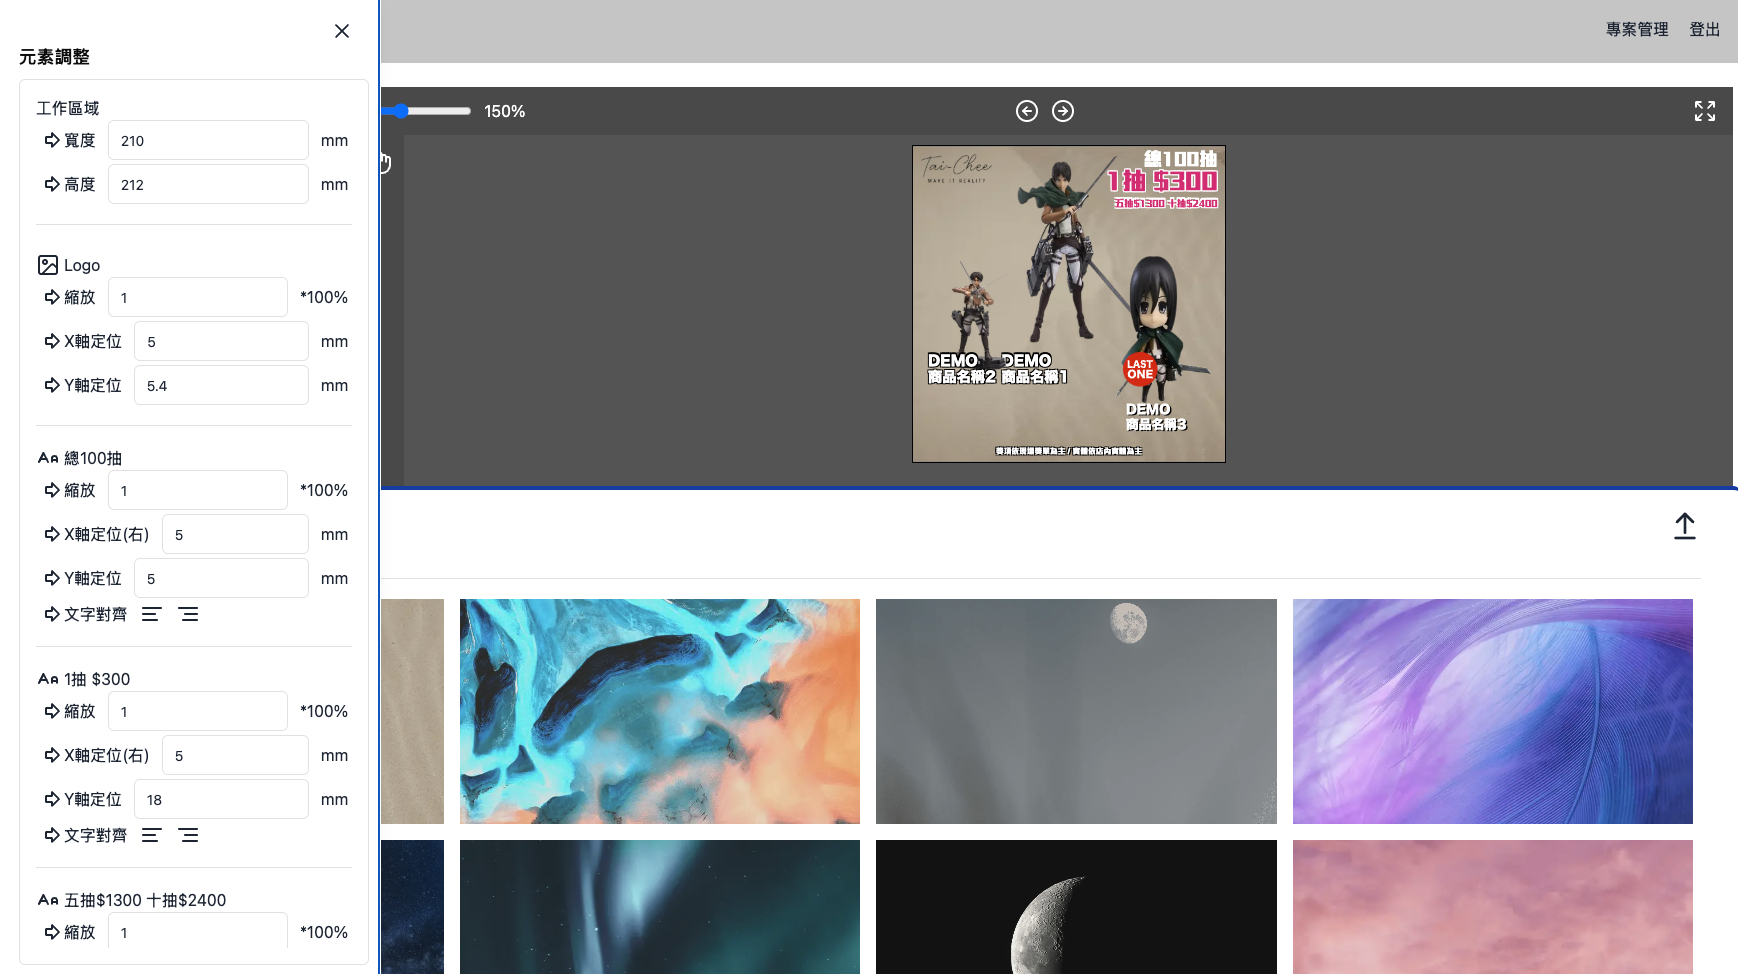 專案管理 登出
元素調整
工作區域
寬度 210 mm
高度 212 mm
Logo
縮放 1 *100%
X軸定位 5 mm
Y軸定位 5.4 mm
Aa 總100抽
縮放 1 *100%
X軸定位(右) 5 mm
Y軸定位 5 mm
文字對齊
Aa 1抽 $300
縮放 1 *100%
X軸定位(右) 5 mm
Y軸定位 18 mm
文字對齊
Aa 五抽$1300 十抽$2400
縮放 1 *100%
150%
Tai-Chee
MAKE IT REALITY
總100抽
1抽 $300
五抽$1300 十抽$2400
DEMO
商品名稱2
DEMO
商品名稱1
LAST
ONE
DEMO
商品名稱3